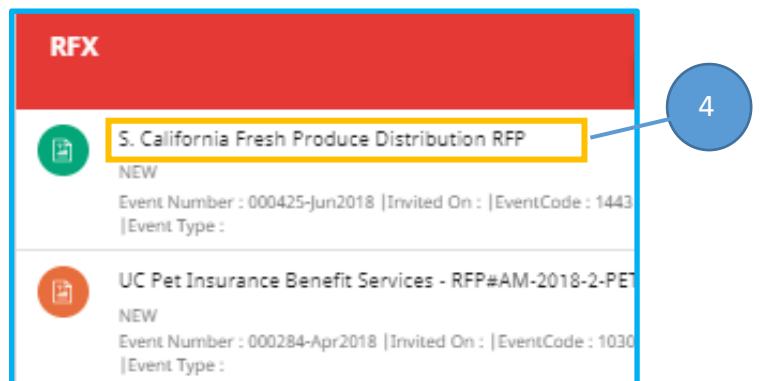 RFX
4
S. California Fresh Produce Distribution RFP
NEW
Event Number : 000425-Jun2018 |Invited On : |EventCode : 1443
|Event Type :
UC Pet Insurance Benefit Services - RFP#AM-2018-2-PET
NEW
Event Number : 000284-Apr2018 |Invited On : |EventCode : 1030
|Event Type :